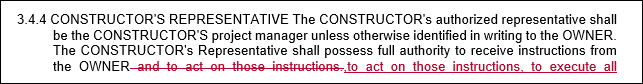 3.4.4 CONSTRUCTOR'S REPRESENTATIVE The CONSTRUCTOR's authorized representative shall
be the CONSTRUCTOR'S project manager unless otherwise identified in writing to the OWNER.
The CONSTRUCTOR's Representative shall possess full authority to receive instructions from
the OWNER and to act on those instructions.,to act on those instructions, to execute all